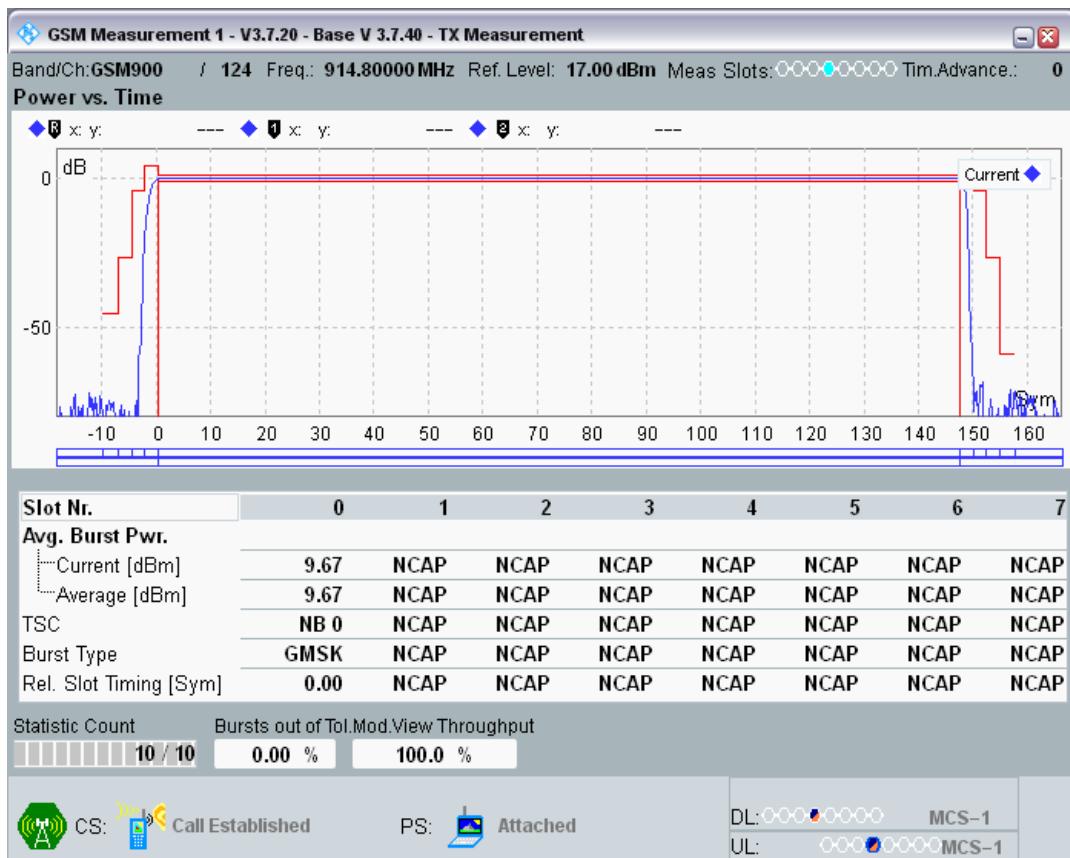 GSM Measurement 1 - V3.7.20 - Base V 3.7.40 - TX Measurement
Band/Ch:GSM900 / 124 Freq.: 914.80000 MHz Ref. Level: 17.00 dBm Meas Slots: Tim.Advance.: 0
Power vs. Time
R x: y: --- 1 x: y: --- 2 x: y: ---
dB
Current
0
-50
Sym
-10 0 10 20 30 40 50 60 70 80 90 100 110 120 130 140 150 160
Slot Nr. 0 1 2 3 4 5 6 7
Avg. Burst Pwr.
Current [dBm] 9.67 NCAP NCAP NCAP NCAP NCAP NCAP NCAP
Average [dBm] 9.67 NCAP NCAP NCAP NCAP NCAP NCAP NCAP
TSC NB 0 NCAP NCAP NCAP NCAP NCAP NCAP NCAP
Burst Type GMSK NCAP NCAP NCAP NCAP NCAP NCAP NCAP
Rel. Slot Timing [Sym] 0.00 NCAP NCAP NCAP NCAP NCAP NCAP NCAP
Statistic Count Bursts out of Tol.Mod.View Throughput
10 / 10 0.00 % 100.0 %
CS: Call Established PS: Attached
DL: MCS-1
UL: MCS-1